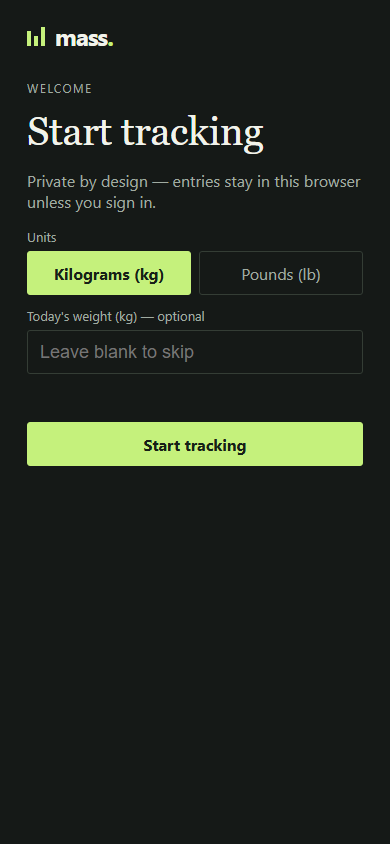 mass.
WELCOME
Start tracking
Private by design — entries stay in this browser
unless you sign in.
Units
Kilograms (kg)
Pounds (lb)
Today's weight (kg) — optional
Leave blank to skip
Start tracking